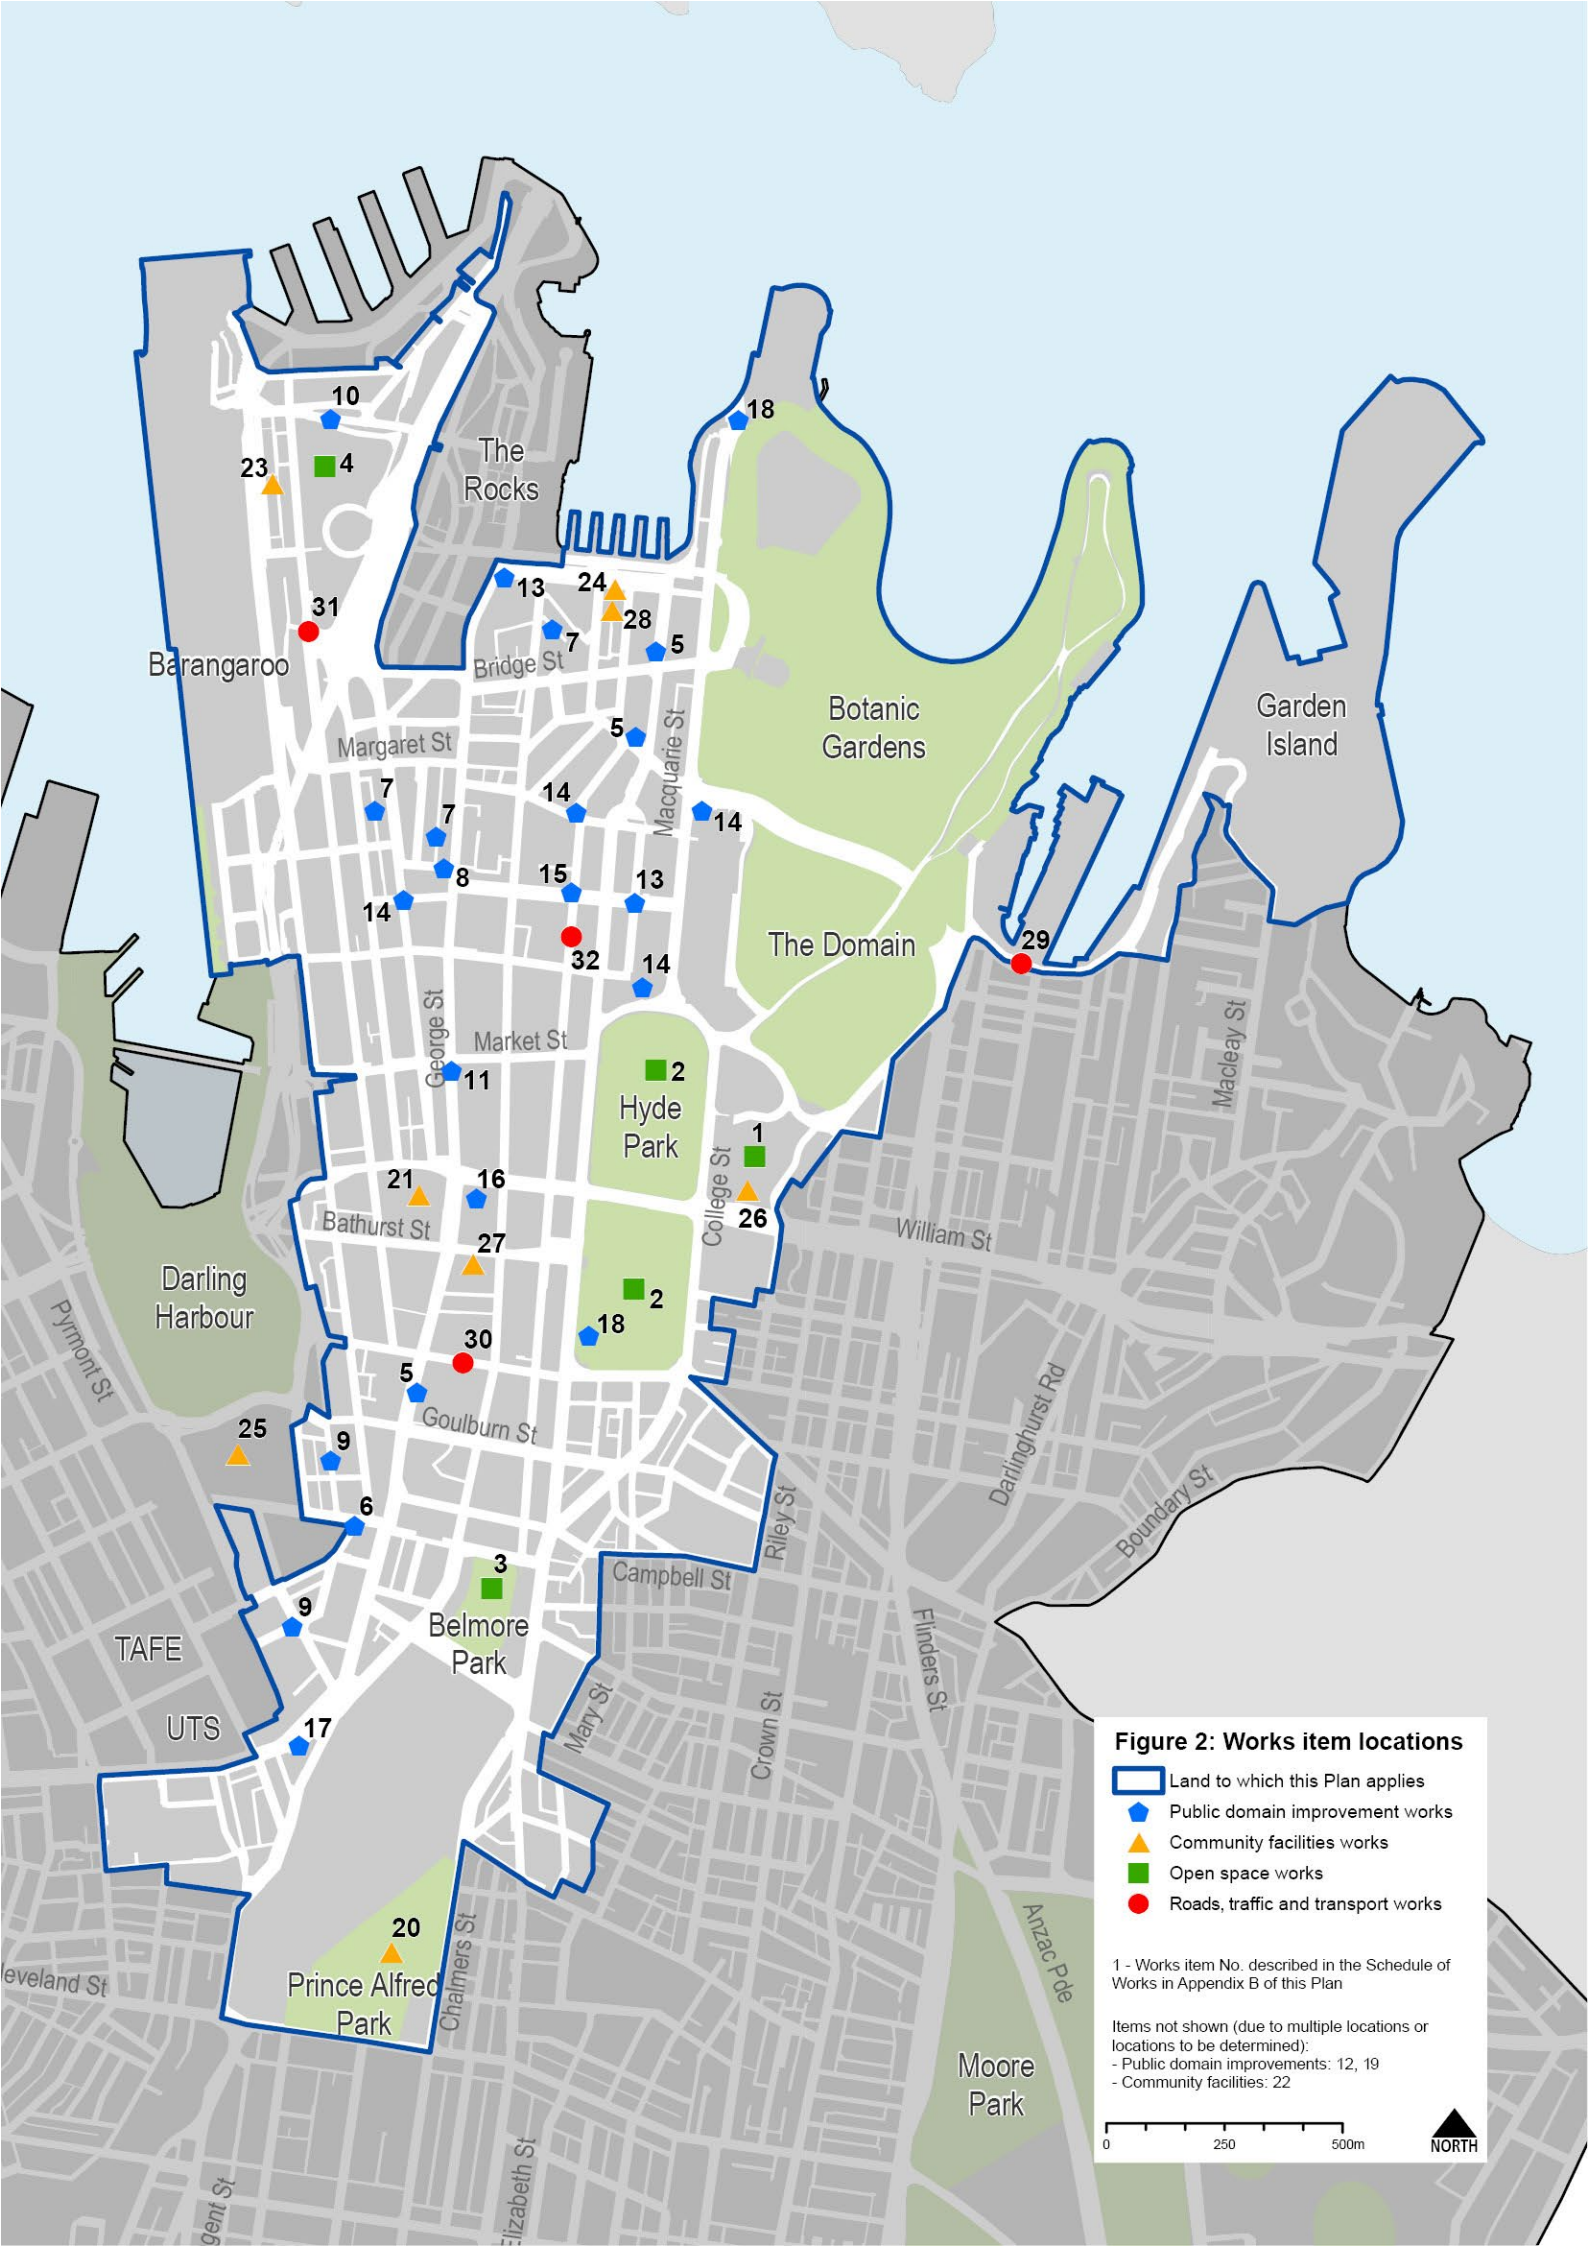 10
18
4
23
The
Rocks
13
24
28
31
7
5
Barangaroo
Bridge St
Botanic
Gardens
Garden
Island
5
Macquarie St
Margaret St
7
7
14
14
8
15
13
14
The Domain
29
32
14
George St
Market St
Macleay St
11
2
Hyde
Park
1
21
16
College St
26
Bathurst St
William St
27
Darling
Harbour
2
Pyrmont St
18
30
5
Goulburn St
Darlinghurst Rd
25
9
Boundary St
Riley St
6
3
Campbell St
9
Belmore
Park
TAFE
Flinders St
UTS
17
Mary St
Crown St
20
Prince Alfred
Park
Chalmers St
eveland St
Anzac Pde
Moore
Park
Elizabeth St
gent St
Figure 2: Works item locations
Land to which this Plan applies
Public domain improvement works
Community facilities works
Open space works
Roads, traffic and transport works
1 - Works item No. described in the Schedule of
Works in Appendix B of this Plan
Items not shown (due to multiple locations or
locations to be determined):
- Public domain improvements: 12, 19
- Community facilities: 22
0 250 500m
NORTH